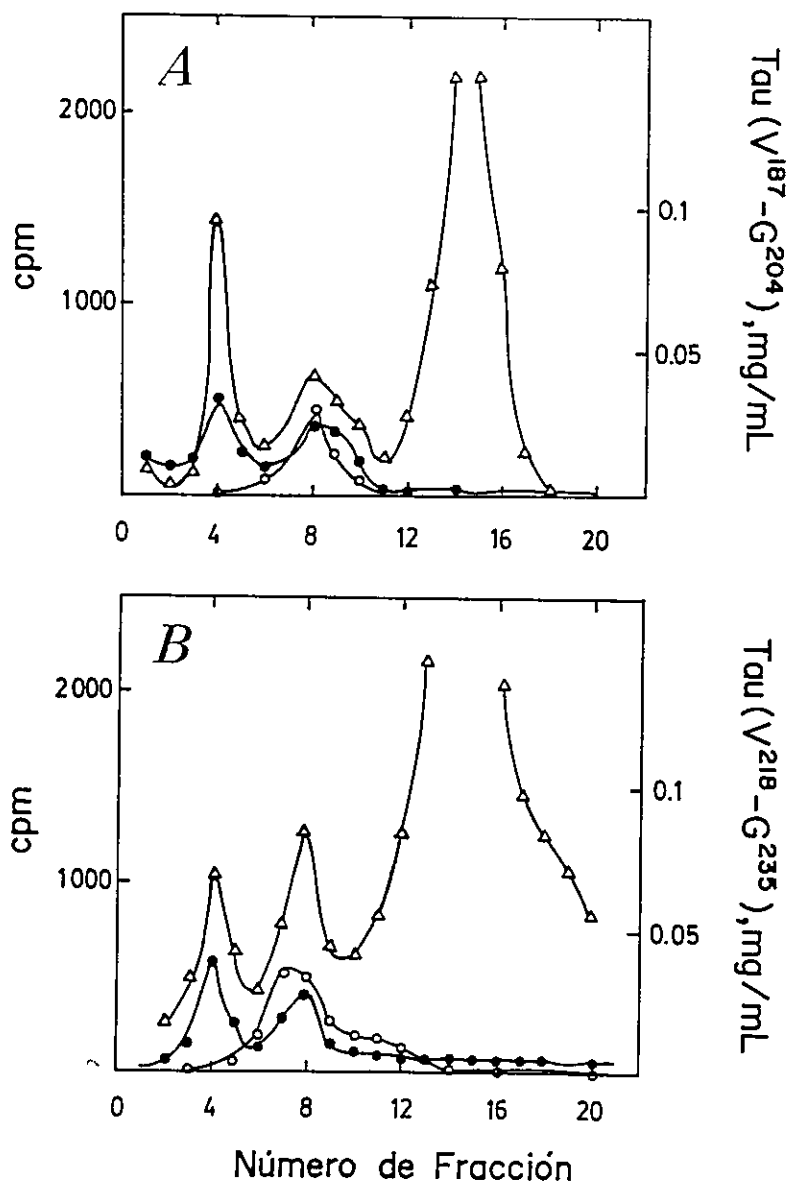 A
2000
1000
cpm
0.1
0.05
Tau (V187-G204), mg/mL
0 4 8 12 16 20
B
2000
1000
cpm
0.1
0.05
Tau (V218-G235), mg/mL
0 4 8 12 16 20
Número de Fracción